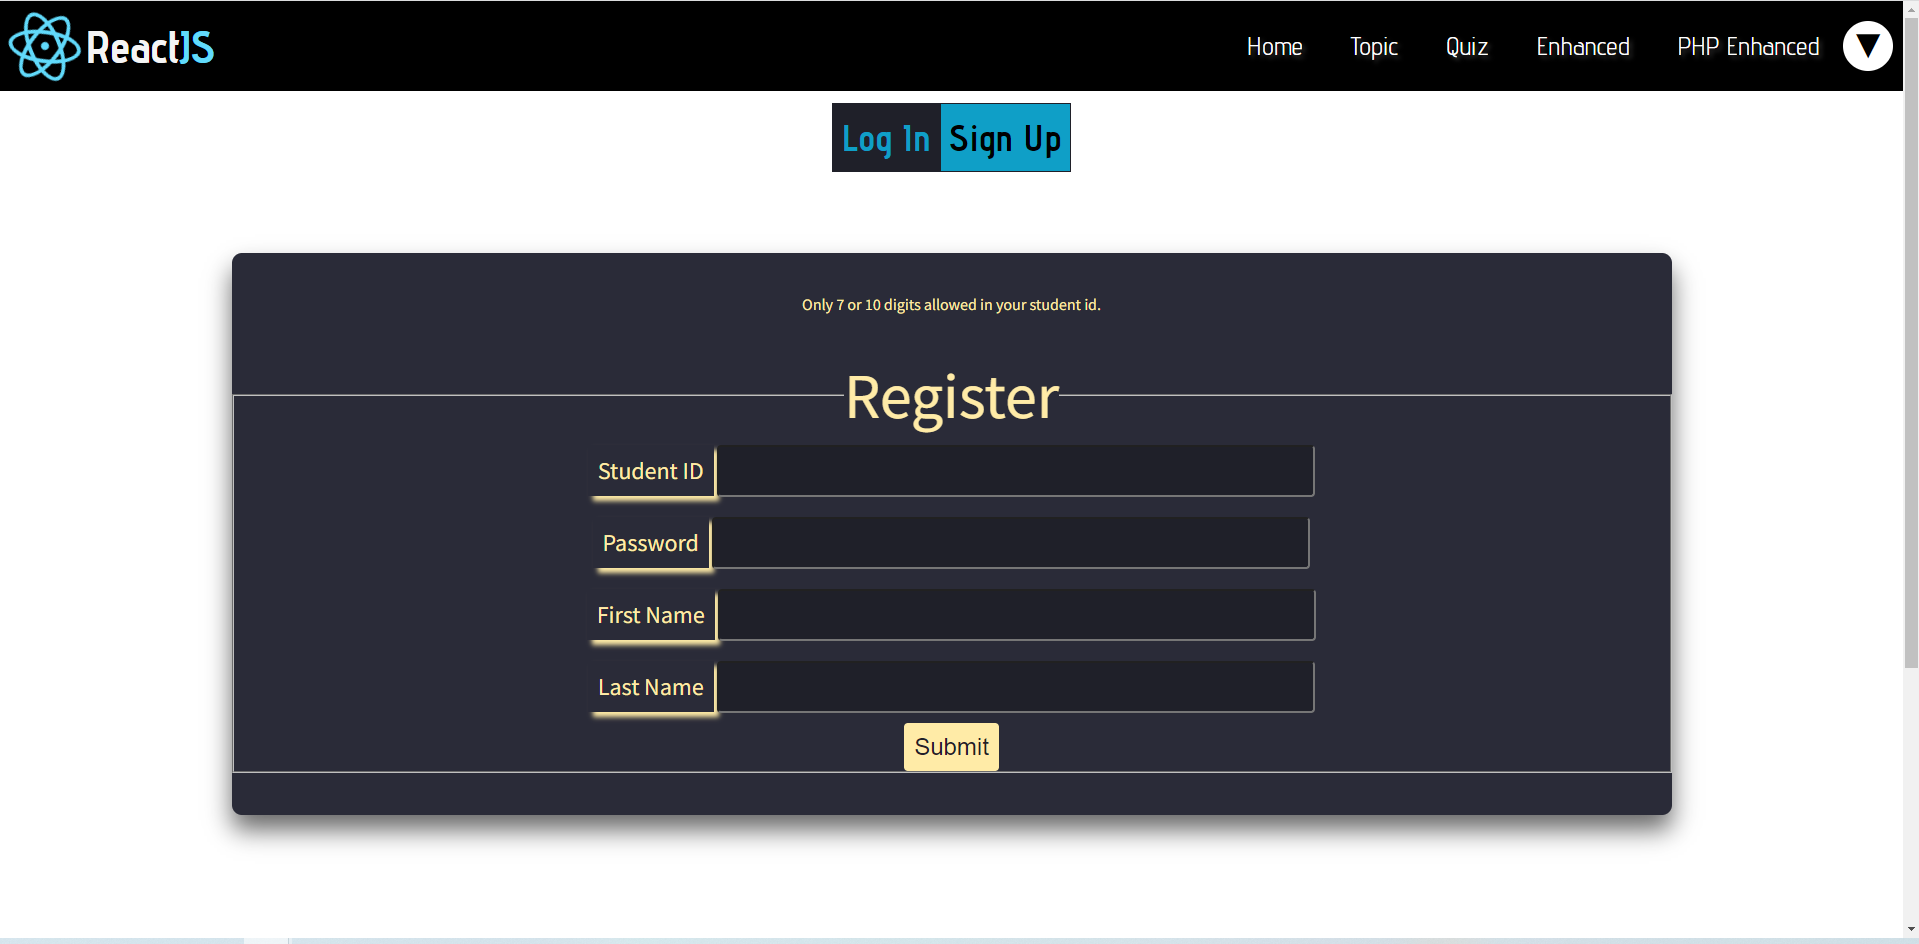 ReactJS Home Topic Quiz Enhanced PHP Enhanced ▼
Log In Sign Up
Only 7 or 10 digits allowed in your student id.
Register
Student ID
Password
First Name
Last Name
Submit